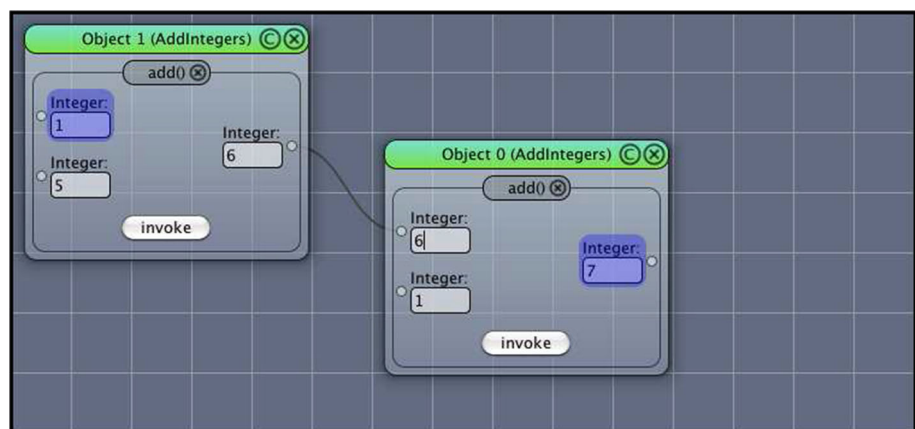 Object 1 (AddIntegers) C
add()
Integer:
1
Integer:
6
Integer:
5
invoke
Object 0 (AddIntegers) C
add()
Integer:
6
Integer:
7
Integer:
1
invoke